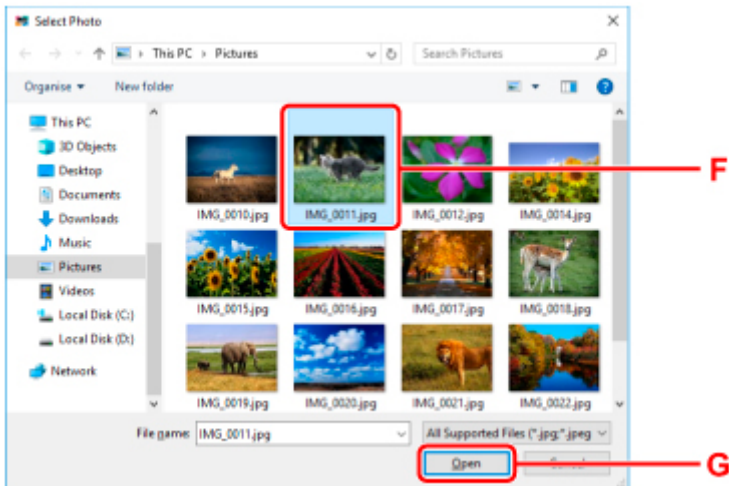 Select Photo
This PC › Pictures
Search Pictures
Organise
New folder
This PC
3D Objects
Desktop
Documents
Downloads
Music
Pictures
Videos
Local Disk (C:)
Local Disk (D:)
Network
IMG_0010.jpg IMG_0011.jpg IMG_0012.jpg IMG_0014.jpg
IMG_0015.jpg IMG_0016.jpg IMG_0017.jpg IMG_0018.jpg
IMG_0019.jpg IMG_0020.jpg IMG_0021.jpg IMG_0022.jpg
F
File name: IMG_0011.jpg
All Supported Files (*.jpg;*.jpeg
Open
G